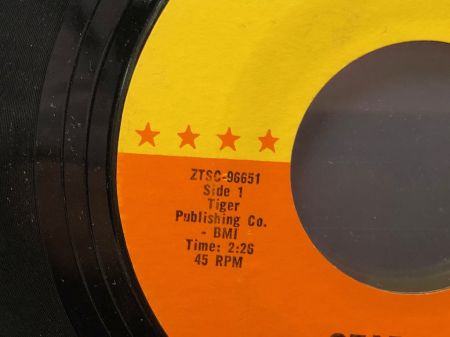 ZTSC-96651
Side 1
Tiger
Publishing Co.
- BMI
Time: 2:26
45 RPM